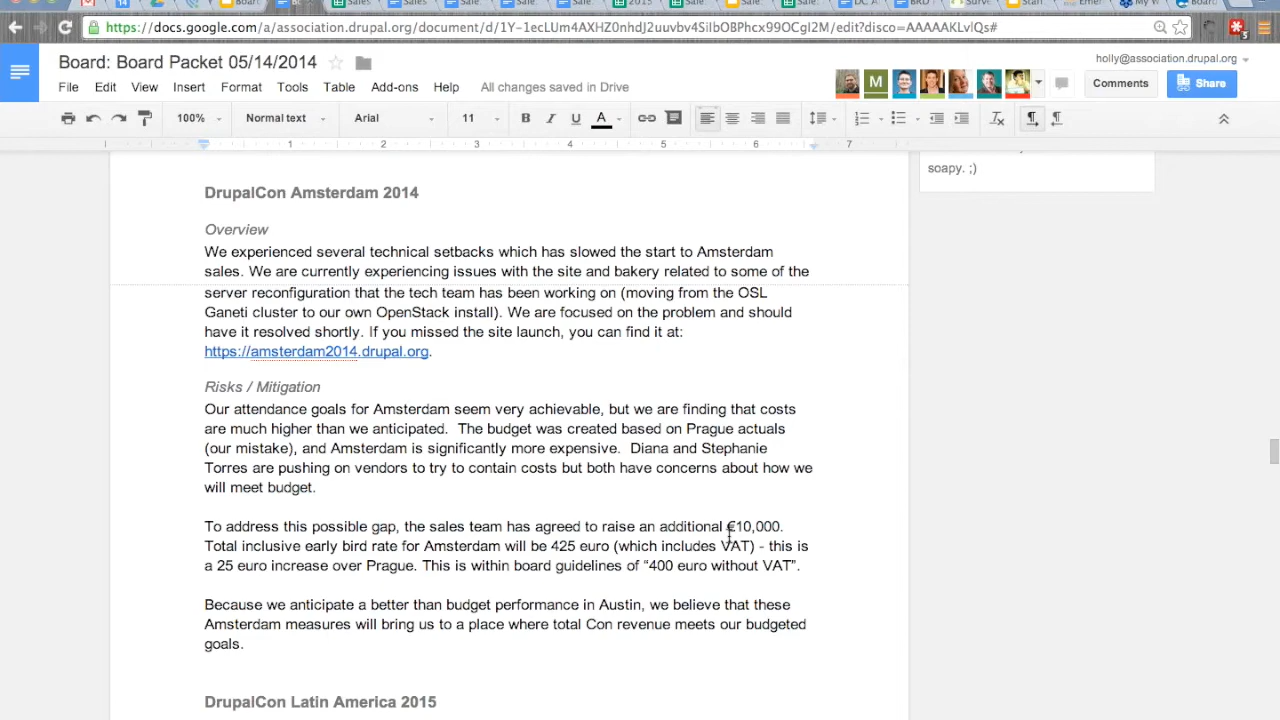 https://docs.google.com/a/association.drupal.org/document/d/1Y-1ecLUm4AXHZ0nhdJ2uuvbv4SilbO8BPhcx99OCgI2M/edit?disco=AAAAAKLvlQs#
Board: Board Packet 05/14/2014
holly@association.drupal.org
File Edit View Insert Format Tools Table Add-ons Help All changes saved in Drive
M
Comments
Share
100% Normal text Arial 11 B I U A
1 2 3 4 5 6 7
soapy. ;)
DrupalCon Amsterdam 2014
Overview
We experienced several technical setbacks which has slowed the start to Amsterdam
sales. We are currently experiencing issues with the site and bakery related to some of the
server reconfiguration that the tech team has been working on (moving from the OSL
Ganeti cluster to our own OpenStack install). We are focused on the problem and should
have it resolved shortly. If you missed the site launch, you can find it at:
https://amsterdam2014.drupal.org.
Risks / Mitigation
Our attendance goals for Amsterdam seem very achievable, but we are finding that costs
are much higher than we anticipated. The budget was created based on Prague actuals
(our mistake), and Amsterdam is significantly more expensive. Diana and Stephanie
Torres are pushing on vendors to try to contain costs but both have concerns about how we
will meet budget.
To address this possible gap, the sales team has agreed to raise an additional €10,000.
Total inclusive early bird rate for Amsterdam will be 425 euro (which includes VAT) - this is
a 25 euro increase over Prague. This is within board guidelines of “400 euro without VAT”.
Because we anticipate a better than budget performance in Austin, we believe that these
Amsterdam measures will bring us to a place where total Con revenue meets our budgeted
goals.
DrupalCon Latin America 2015